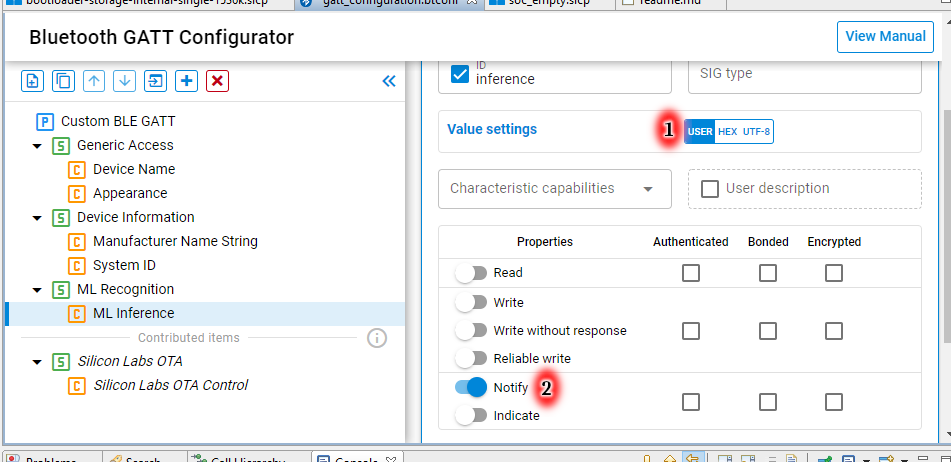 bootloader-storage-internal-single-1536k.slcp
gatt_configuration.btconf
soc_empty.slcp
readme.md
Bluetooth GATT Configurator
View Manual
P Custom BLE GATT
S Generic Access
C Device Name
C Appearance
S Device Information
C Manufacturer Name String
C System ID
S ML Recognition
C ML Inference
Contributed items
S Silicon Labs OTA
C Silicon Labs OTA Control
ID
inference
SIG type
Value settings
1
USER HEX UTF-8
Characteristic capabilities
User description
Properties Authenticated Bonded Encrypted
Read
Write
Write without response
Reliable write
Notify 2
Indicate
Problems
Search
Call Hierarchy
Console